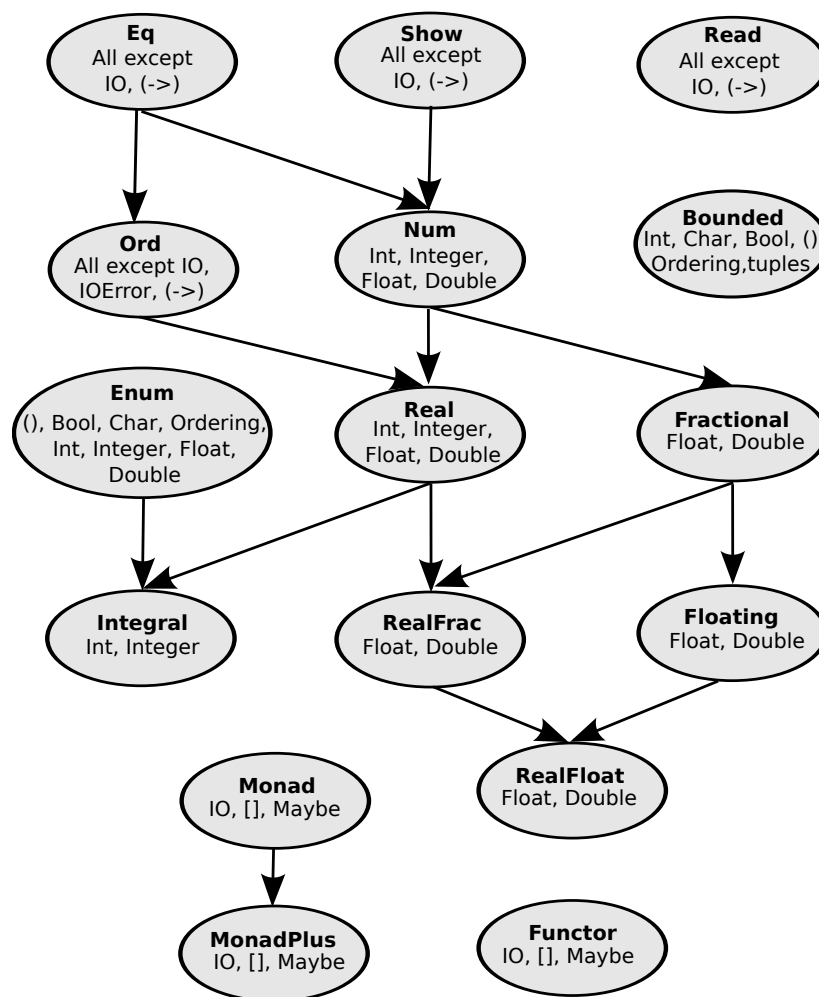 Eq
All except
IO, (->)
Show
All except
IO, (->)
Read
All except
IO, (->)
Ord
All except IO,
IOError, (->)
Num
Int, Integer,
Float, Double
Bounded
Int, Char, Bool, ()
Ordering,tuples
Enum
(), Bool, Char, Ordering,
Int, Integer, Float,
Double
Real
Int, Integer,
Float, Double
Fractional
Float, Double
Integral
Int, Integer
RealFrac
Float, Double
Floating
Float, Double
Monad
IO, [], Maybe
RealFloat
Float, Double
MonadPlus
IO, [], Maybe
Functor
IO, [], Maybe